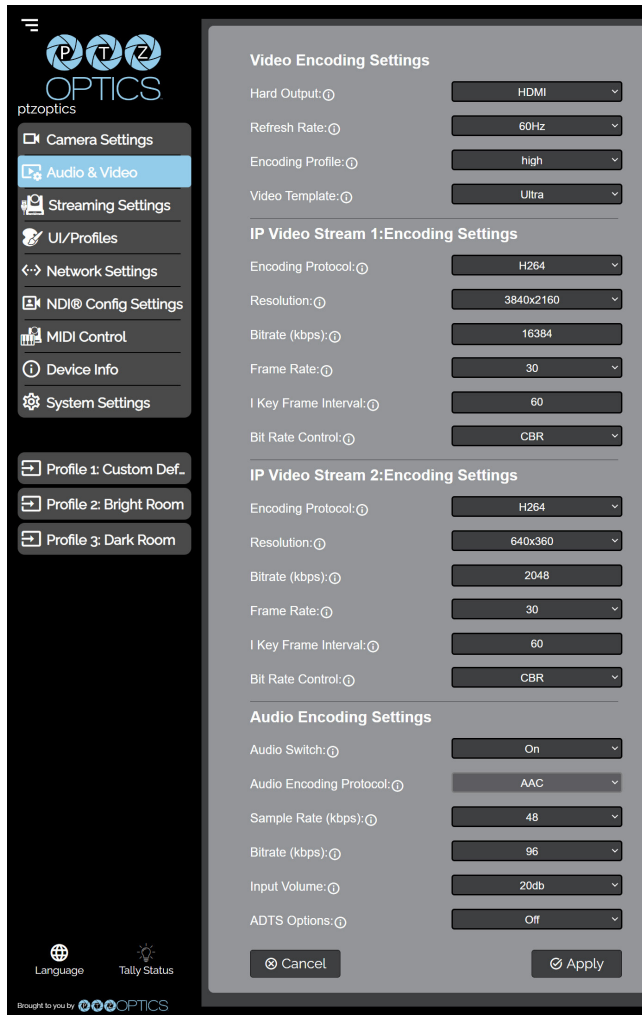 PTZ
OPTICS
ptzoptics
Camera Settings
Audio & Video
Streaming Settings
UI/Profiles
Network Settings
NDI® Config Settings
MIDI Control
Device Info
System Settings
Profile 1: Custom Def...
Profile 2: Bright Room
Profile 3: Dark Room
Language
Tally Status
Brought to you by PTZOPTICS
Video Encoding Settings
Hard Output: HDMI
Refresh Rate: 60Hz
Encoding Profile: high
Video Template: Ultra
IP Video Stream 1:Encoding Settings
Encoding Protocol: H264
Resolution: 3840x2160
Bitrate (kbps): 16384
Frame Rate: 30
I Key Frame Interval: 60
Bit Rate Control: CBR
IP Video Stream 2:Encoding Settings
Encoding Protocol: H264
Resolution: 640x360
Bitrate (kbps): 2048
Frame Rate: 30
I Key Frame Interval: 60
Bit Rate Control: CBR
Audio Encoding Settings
Audio Switch: On
Audio Encoding Protocol: AAC
Sample Rate (kbps): 48
Bitrate (kbps): 96
Input Volume: 20db
ADTS Options: Off
Cancel
Apply